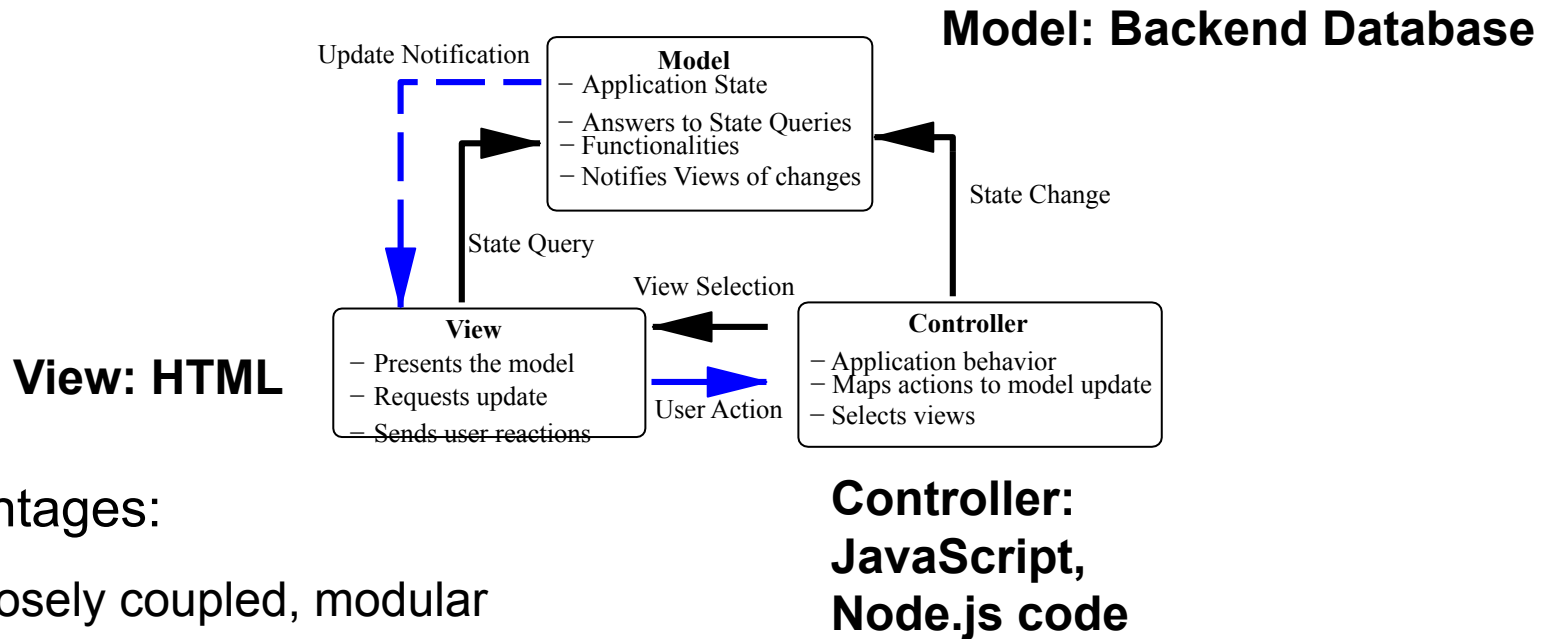 Model: Backend Database
Update Notification
Model
– Application State
– Answers to State Queries
– Functionalities
– Notifies Views of changes
State Change
State Query
View Selection
View
– Presents the model
– Requests update
– Sends user reactions
User Action
Controller
– Application behavior
– Maps actions to model update
– Selects views
View: HTML
ntages:
osely coupled, modular
Controller:
JavaScript,
Node.js code